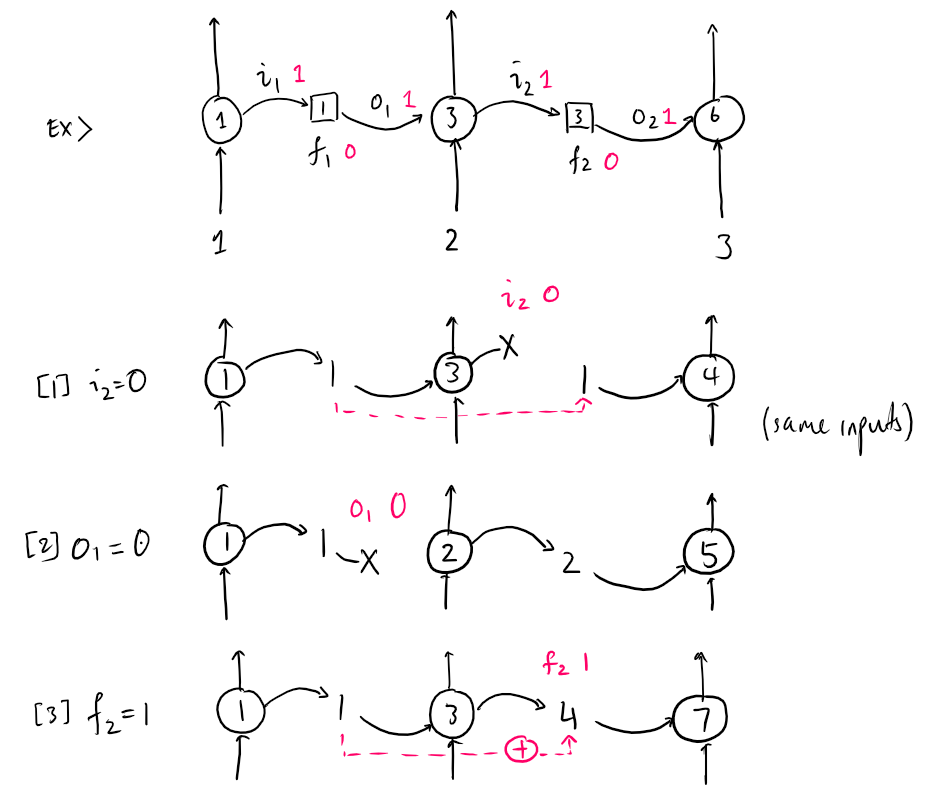 i₁ 1 i₂ 1
Ex> 1 1 o₁ 1 3 3 o₂ 1 6
f₁ 0 f₂ 0
1 2 3
i₂ 0
[1] i₂=0 1 1 3 X 1 4
(same inputs)
o₁ 0
[2] o₁=0 1 1 X 2 2 5
f₂ 1
[3] f₂=1 1 1 3 4 7
+